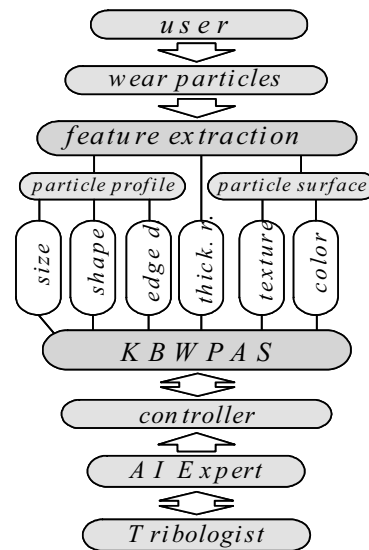 user
wear particles
feature extraction
particle profile
particle surface
size
shape
edge d.
thick. r.
texture
color
KBWPAS
controller
AI Expert
Tribologist